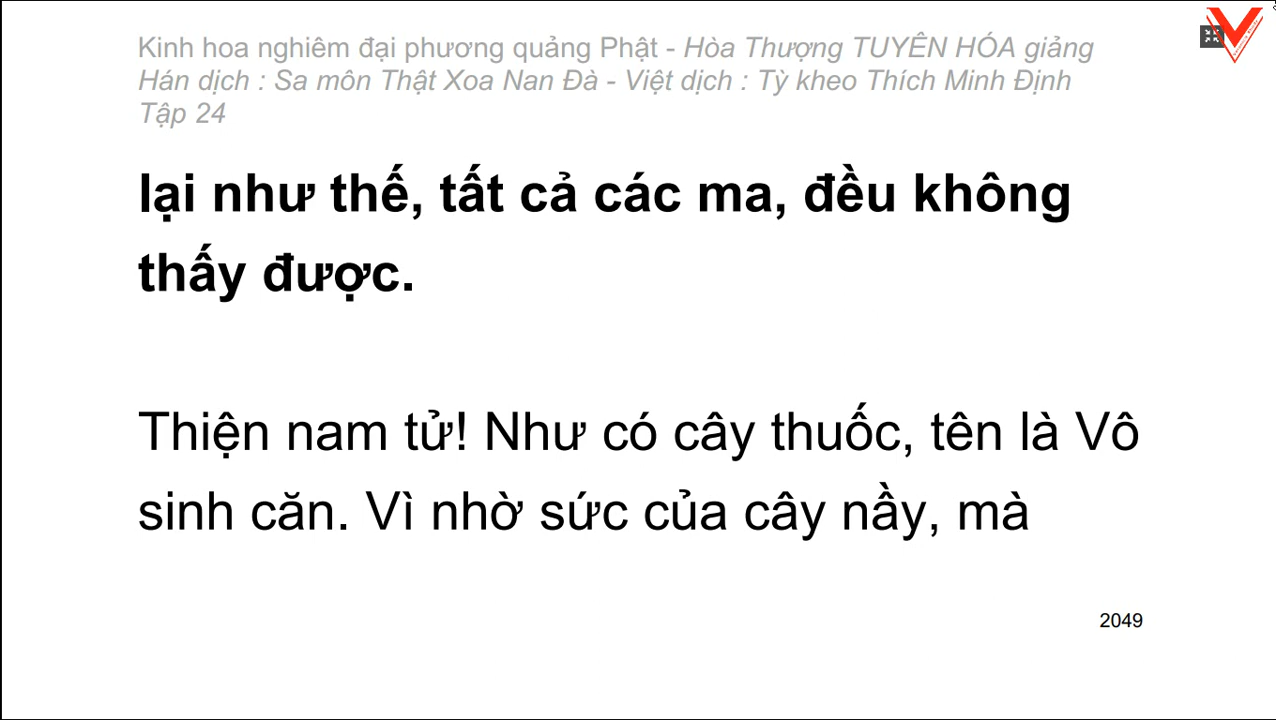 Kinh hoa nghiêm đại phương quảng Phật - Hòa Thượng TUYÊN HÓA giảng
Hán dịch : Sa môn Thật Xoa Nan Đà - Việt dịch : Tỳ kheo Thích Minh Định
Tập 24
lại như thế, tất cả các ma, đều không
thấy được.
Thiện nam tử! Như có cây thuốc, tên là Vô
sinh căn. Vì nhờ sức của cây nầy, mà
2049